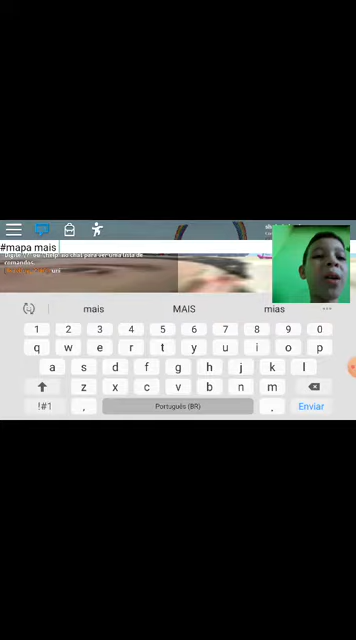 #mapa mais
Digite '/?' ou '/help' no chat para ver uma lista de
comandos.
mais MAIS mias
1 2 3 4 5 6 7 8 9 0
q w e r t y u i o p
a s d f g h j k l
z x c v b n m
!#1 , Português (BR) . Enviar